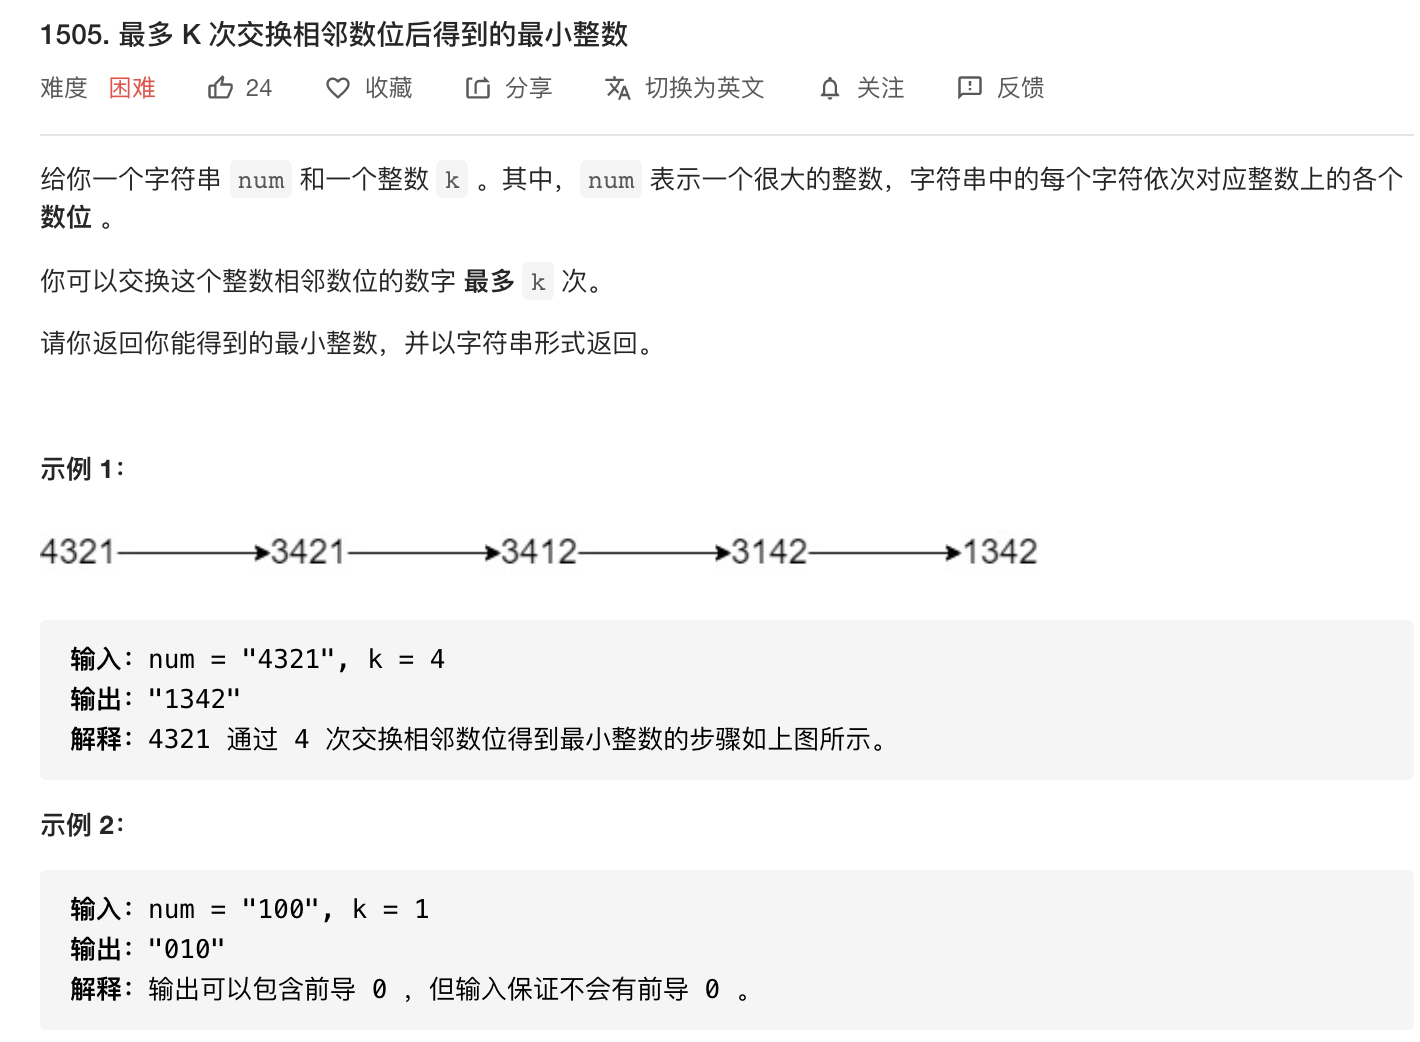 1505. 最多 K 次交换相邻数位后得到的最小整数
难度 困难 24 收藏 分享 切换为英文 关注 反馈
给你一个字符串 num 和一个整数 k 。其中，num 表示一个很大的整数，字符串中的每个字符依次对应整数上的各个
数位 。
你可以交换这个整数相邻数位的数字 最多 k 次。
请你返回你能得到的最小整数，并以字符串形式返回。
示例 1：
4321 3421 3412 3142 1342
输入：num = "4321", k = 4
输出："1342"
解释：4321 通过 4 次交换相邻数位得到最小整数的步骤如上图所示。
示例 2：
输入：num = "100", k = 1
输出："010"
解释：输出可以包含前导 0 ，但输入保证不会有前导 0 。